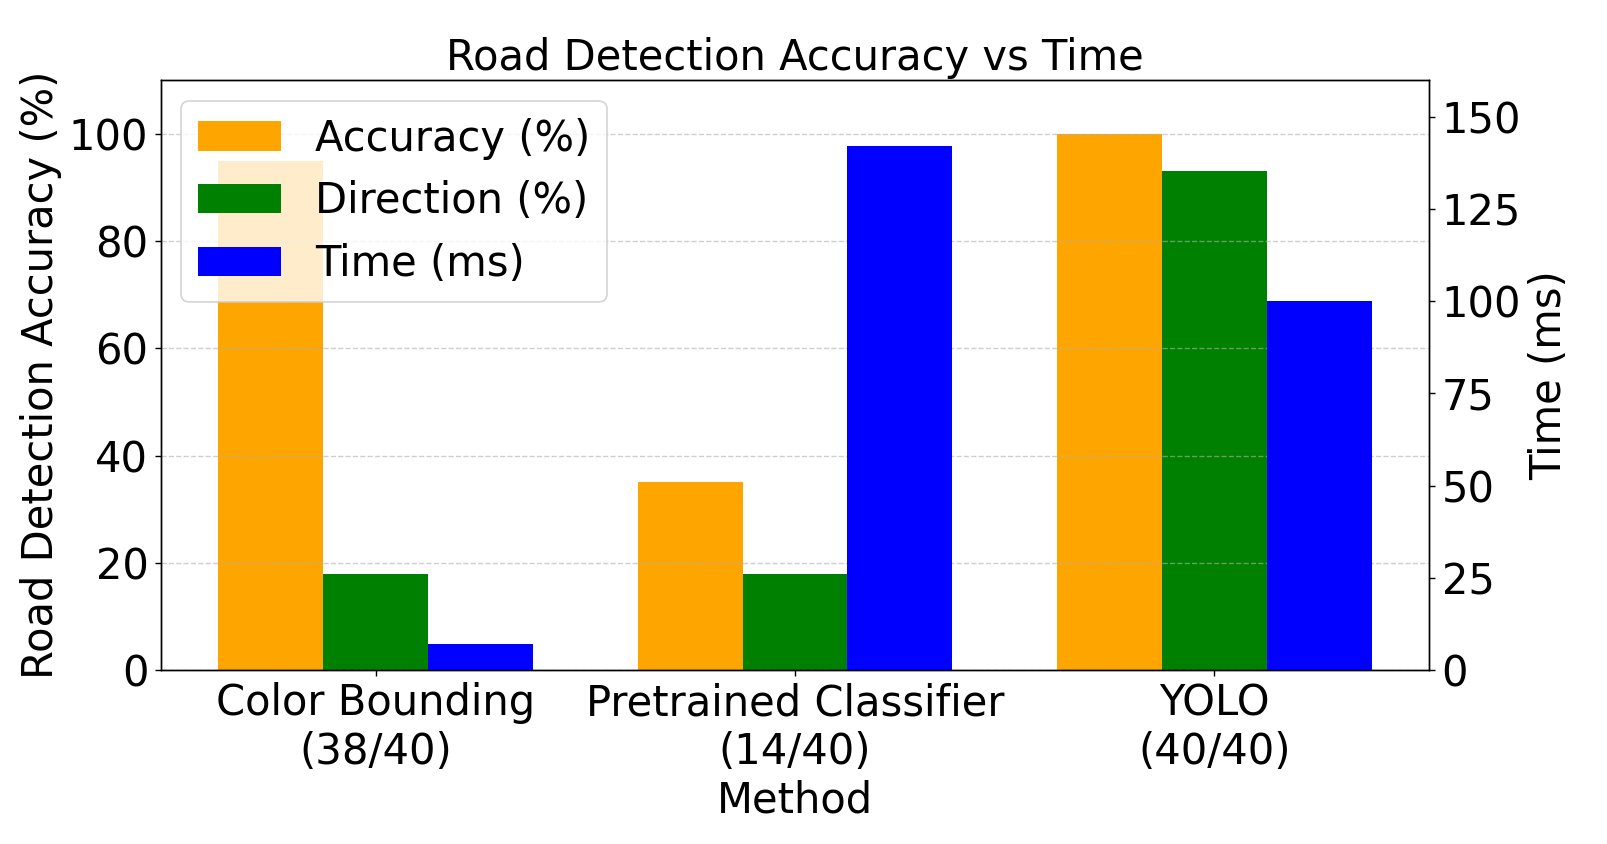 Road Detection Accuracy vs Time
Road Detection Accuracy (%)
100
80
60
40
20
0
Accuracy (%)
Direction (%)
Time (ms)
150
125
100
75
50
25
0
Time (ms)
Color Bounding
(38/40)
Pretrained Classifier
(14/40)
YOLO
(40/40)
Method